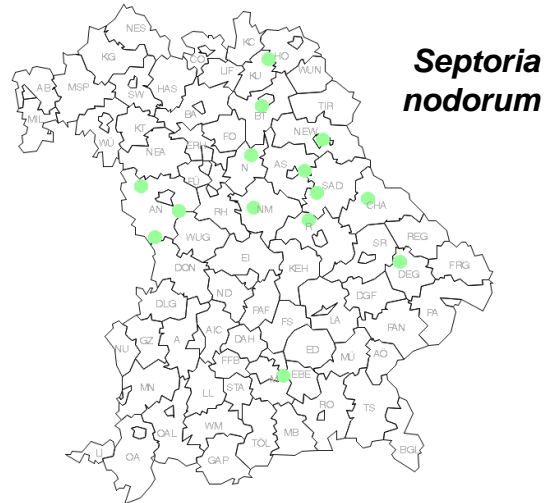 Septoria
nodorum
NES
KC
HO
KG
CO
LIF
KU
WUN
AB
MSP
SW
HAS
BA
BT
TIR
MIL
WÜ
KT
NEA
ERH
FO
NEW
FÜ
N
AS
SAD
AN
RH
NM
CHA
R
WUG
EI
KEH
SR
REG
DON
DEG
FRG
DLG
ND
PAF
DGF
PA
NU
GZ
A
AIC
FS
LA
PAN
DAH
FFB
ED
MÜ
AÖ
M
EBE
MN
LL
STA
RO
TS
OAL
WM
TÖL
MB
BGL
LI
OA
GAP